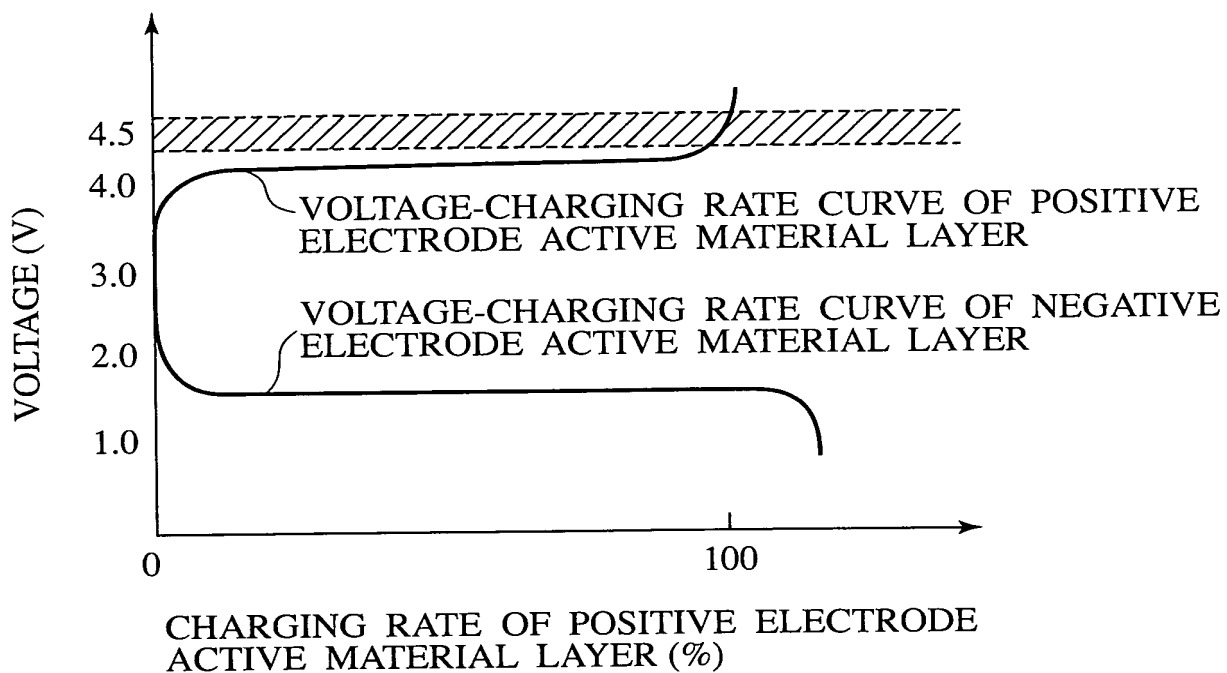 4.5
4.0
VOLTAGE-CHARGING RATE CURVE OF POSITIVE
ELECTRODE ACTIVE MATERIAL LAYER
3.0
VOLTAGE-CHARGING RATE CURVE OF NEGATIVE
ELECTRODE ACTIVE MATERIAL LAYER
2.0
1.0
VOLTAGE (V)
0
100
CHARGING RATE OF POSITIVE ELECTRODE
ACTIVE MATERIAL LAYER (%)